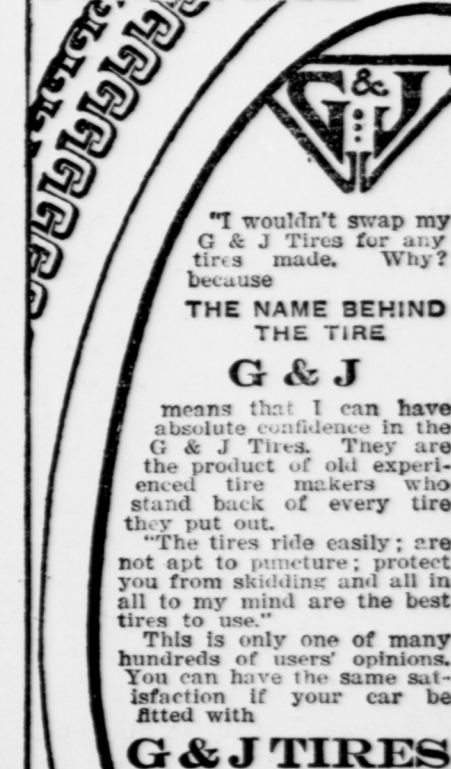 G & J
"I wouldn't swap my
G & J Tires for any
tires made. Why?
because
THE NAME BEHIND
THE TIRE
G & J
means that I can have
absolute confidence in the
G & J Tires. They are
the product of old experi-
enced tire makers who
stand back of every tire
they put out.
"The tires ride easily; are
not apt to puncture; protect
you from skidding and all in
all to my mind are the best
tires to use."
This is only one of many
hundreds of users' opinions.
You can have the same sat-
isfaction if your car be
fitted with
G & J TIRES